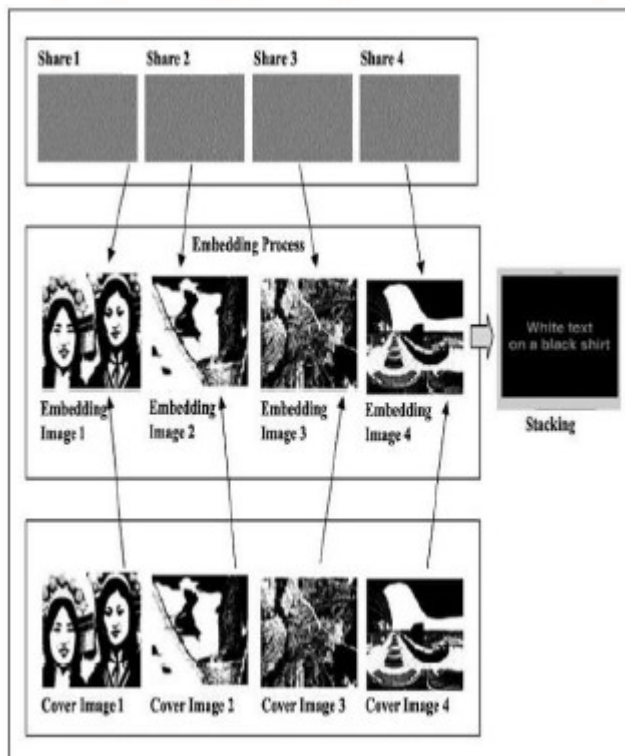 Share 1
Share 2
Share 3
Share 4
Embedding Process
Embedding
Image 1
Embedding
Image 2
Embedding
Image 3
Embedding
Image 4
White text
on a black shirt
Stacking
Cover Image 1
Cover Image 2
Cover Image 3
Cover Image 4